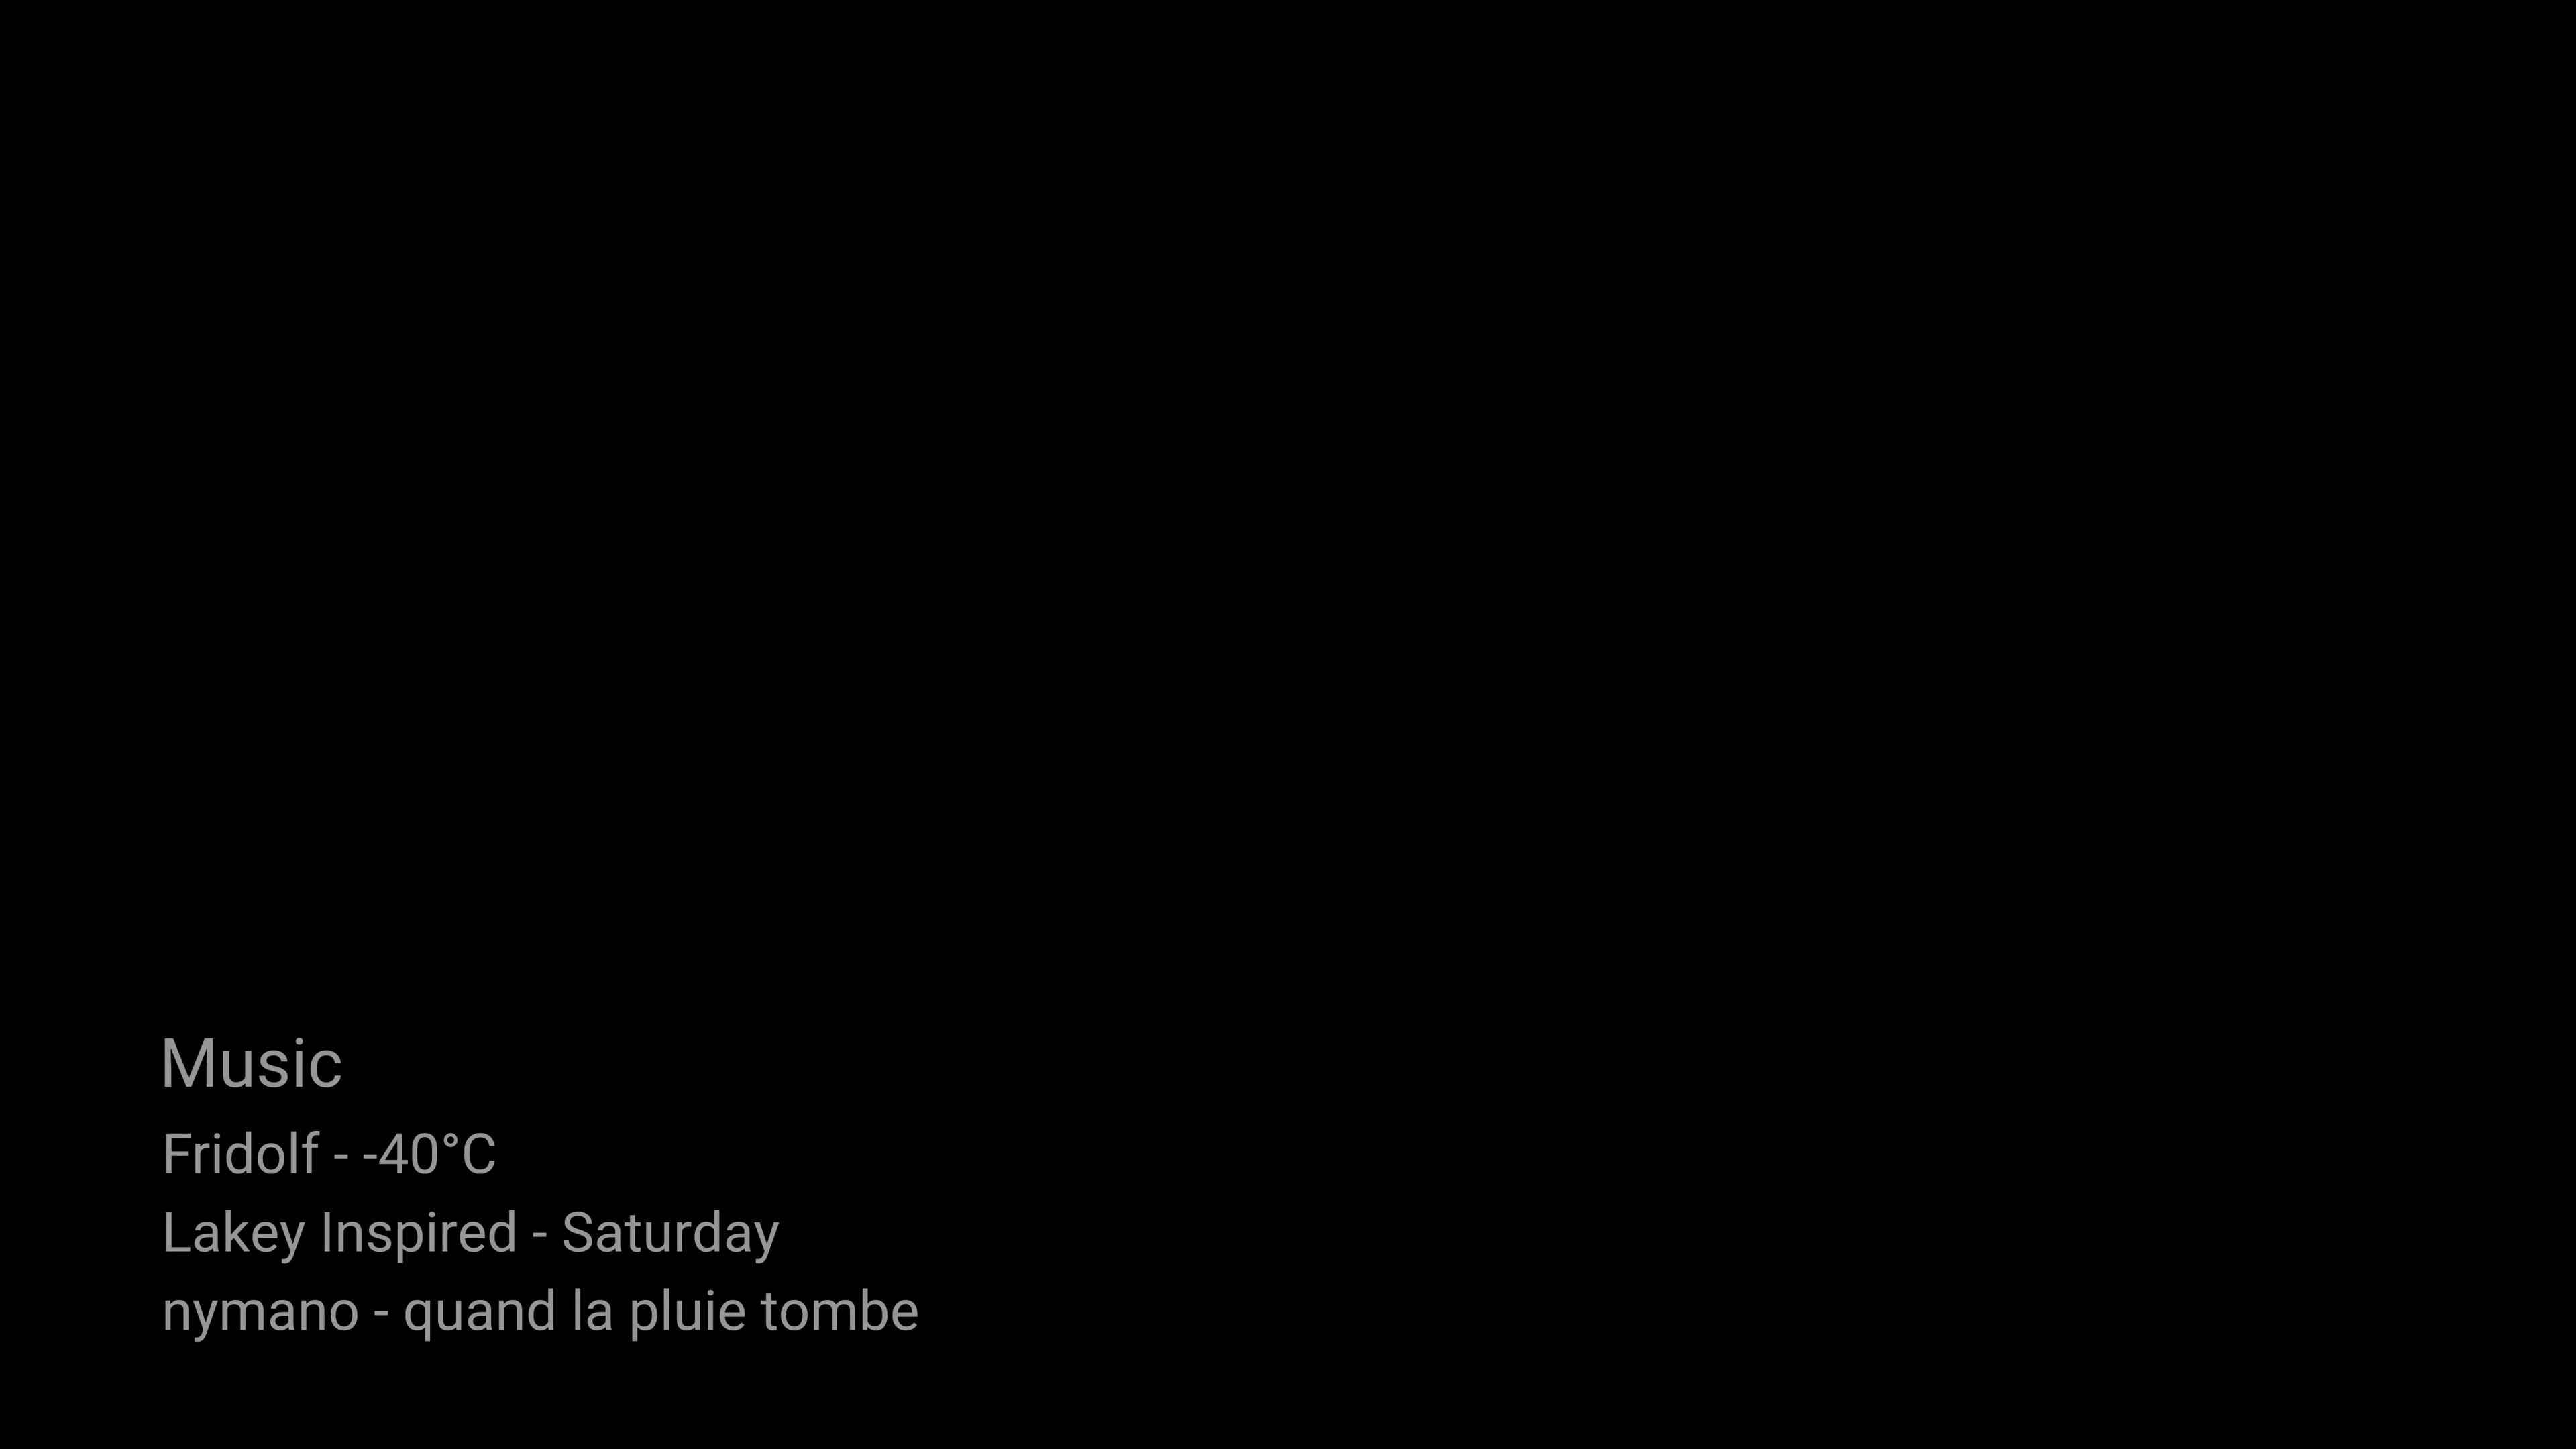 Music
Fridolf - -40°C
Lakey Inspired - Saturday
nymano - quand la pluie tombe